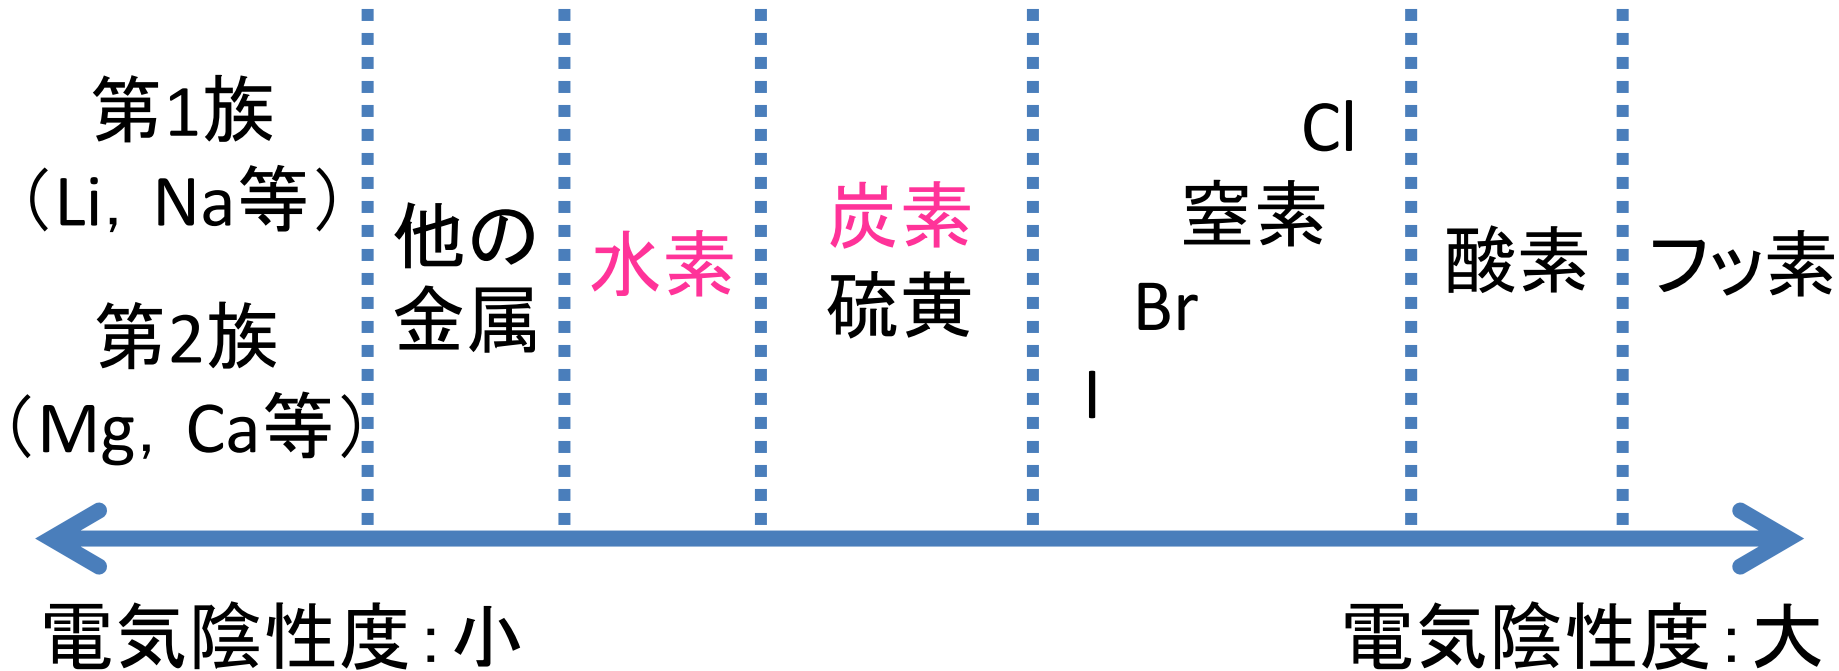 第1族
（Li，Na等）
第2族
（Mg，Ca等）
他の
金属
水素
炭素
硫黄
Cl
窒素
Br
I
酸素
フッ素
電気陰性度：小
電気陰性度：大